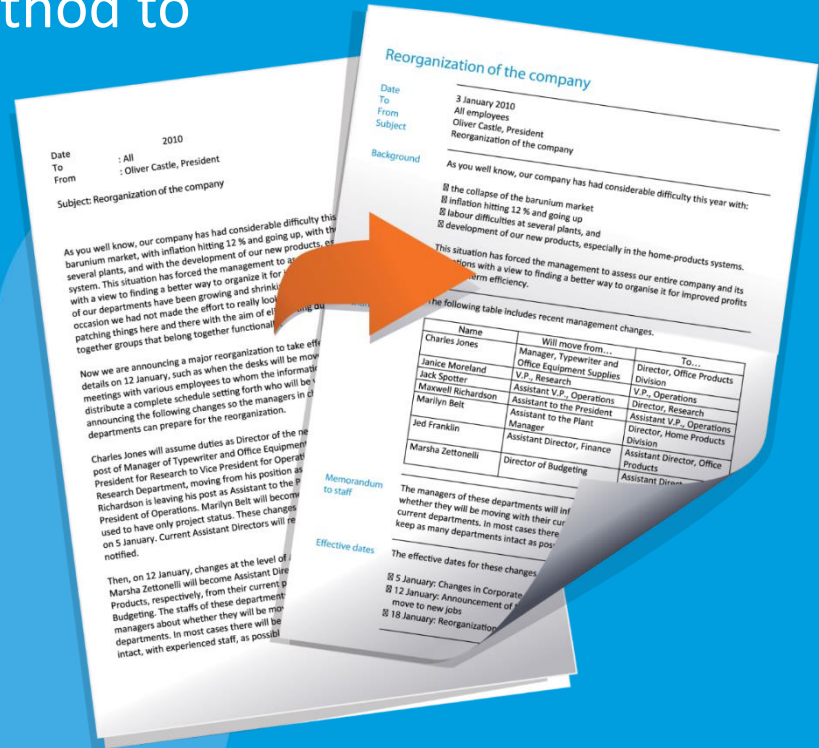 thod to
Date 2010
To : All
From : Oliver Castle, President
Subject: Reorganization of the company
As you well know, our company has had considerable difficulty this
barunium market, with inflation hitting 12 % and going up, with th
several plants, and with the development of our new products, es
system. This situation has forced the management to as
with a view to finding a better way to organize it for
of our departments have been growing and shrinki
occasion we had not made the effort to really loo
patching things here and there with the aim of eli ing du
together groups that belong together functionall
Now we are announcing a major reorganization to take effe
details on 12 January, such as when the desks will be mov
meetings with various employees to whom the informati
distribute a complete schedule setting forth who will be
announcing the following changes so the managers in c
departments can prepare for the reorganization.
Charles Jones will assume duties as Director of the ne
post of Manager of Typewriter and Office Equipmen
President for Research to Vice President for Operati
Research Department, moving from his position as
Richardson is leaving his post as Assistant to the P
President of Operations. Marilyn Belt will becom
used to have only project status. These changes
on 5 January. Current Assistant Directors will re
notified.
Then, on 12 January, changes at the level of
Marsha Zettonelli will become Assistant Dire
Products, respectively, from their current p
Budgeting. The staffs of these department
managers about whether they will be mo
departments. In most cases there will be
intact, with experienced staff, as possibl
Reorganization of the company
Date 3 January 2010
To All employees
From Oliver Castle, President
Subject Reorganization of the company
Background As you well know, our company has had considerable difficulty this year with:
the collapse of the barunium market
inflation hitting 12 % and going up
labour difficulties at several plants, and
development of our new products, especially in the home-products systems.
This situation has forced the management to assess our entire company and its
tions with a view to finding a better way to organise it for improved profits
erm efficiency.
The following table includes recent management changes.
Name Will move from... To...
Charles Jones Manager, Typewriter and Director, Office Products
Office Equipment Supplies Division
Janice Moreland V.P., Research V.P., Operations
Jack Spotter Assistant V.P., Operations Director, Research
Maxwell Richardson Assistant to the President Assistant V.P., Operations
Marilyn Belt Assistant to the Plant Director, Home Products
Manager Division
Jed Franklin Assistant Director, Finance Assistant Director, Office
Products
Marsha Zettonelli Director of Budgeting Assistant Direct
Memorandum The managers of these departments will inf
to staff whether they will be moving with their cur
current departments. In most cases there
keep as many departments intact as pos
Effective dates The effective dates for these changes
5 January: Changes in Corporate
12 January: Announcement of
move to new jobs
18 January: Reorganization